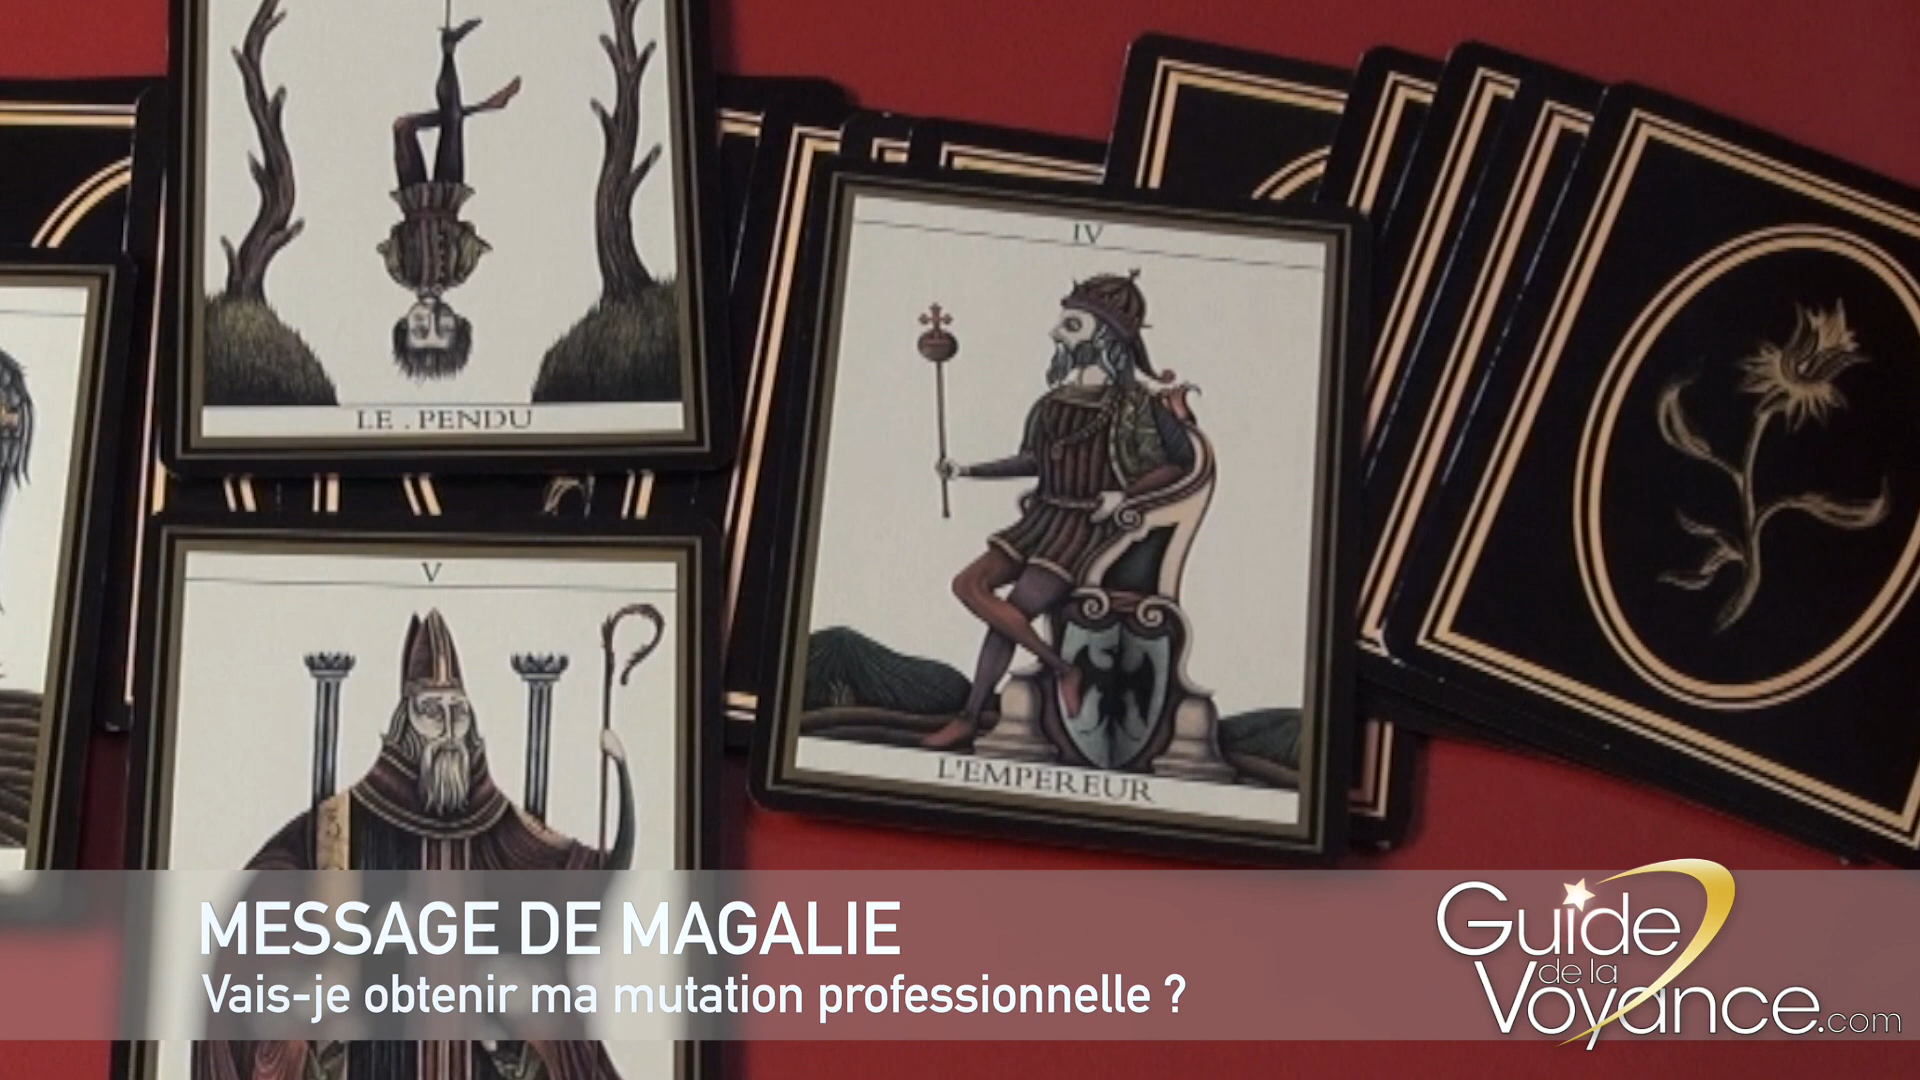 IV
LE . PENDU
V
L'EMPEREUR
MESSAGE DE MAGALIE
Vais-je obtenir ma mutation professionnelle ?
Guide
de la
Voyance.com